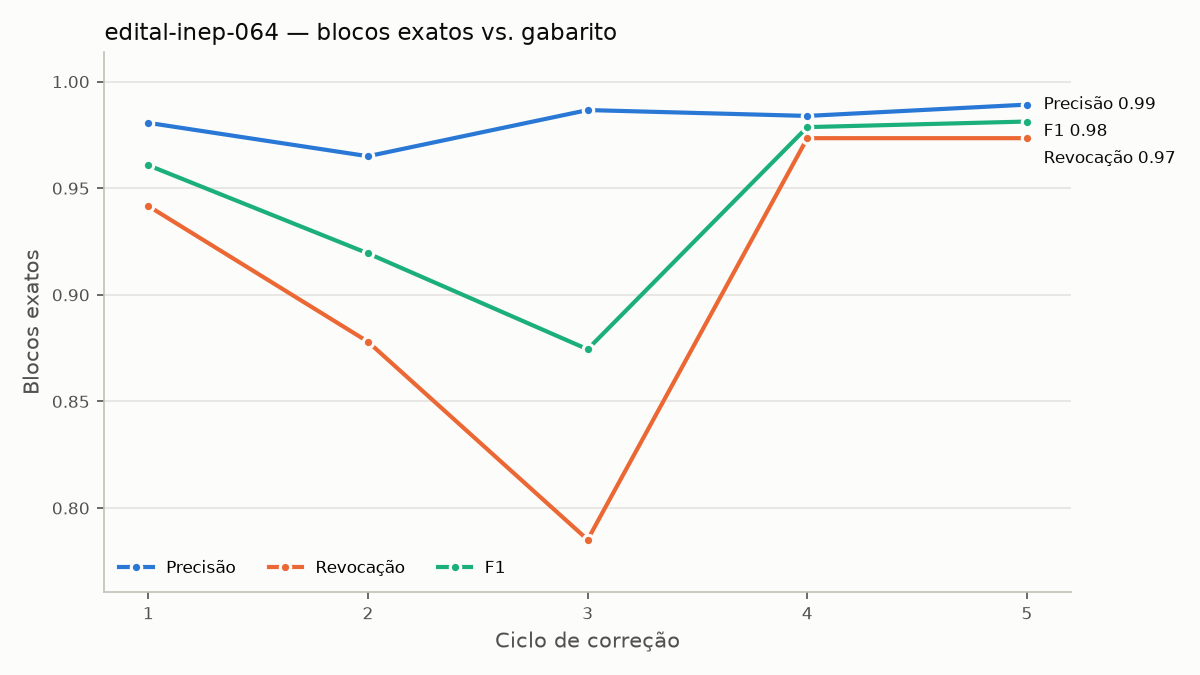 edital-inep-064 — blocos exatos vs. gabarito
1.00
0.95
0.90
0.85
0.80
Blocos exatos
Precisão 0.99
F1 0.98
Revocação 0.97
Precisão
Revocação
F1
1
2
3
4
5
Ciclo de correção